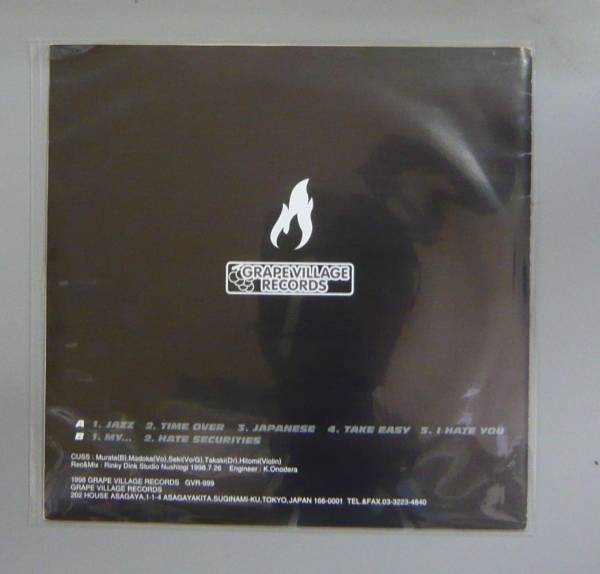 GRAPE VILLAGE
RECORDS
A 1. JAZZ 2. TIME OVER 3. JAPANESE 4. TAKE EASY 5. I HATE YOU
B 1. MY... 2. HATE SECURITIES
CUSS : Murata(B),Madoka(Vo),Seki(Vo/G),Takaki(Dr),Hitomi(Violin)
Rec&Mix : Rinky Dink Studio Nushiogi 1998.7.26 Engineer : K.Onodera
1998 GRAPE VILLAGE RECORDS GVR-999
GRAPE VILLAGE RECORDS
202 HOUSE ASAGAYA,1-1-4 ASAGAYAKITA,SUGINAMI-KU,TOKYO,JAPAN 166-0001 TEL.&FAX.03-3223-4840